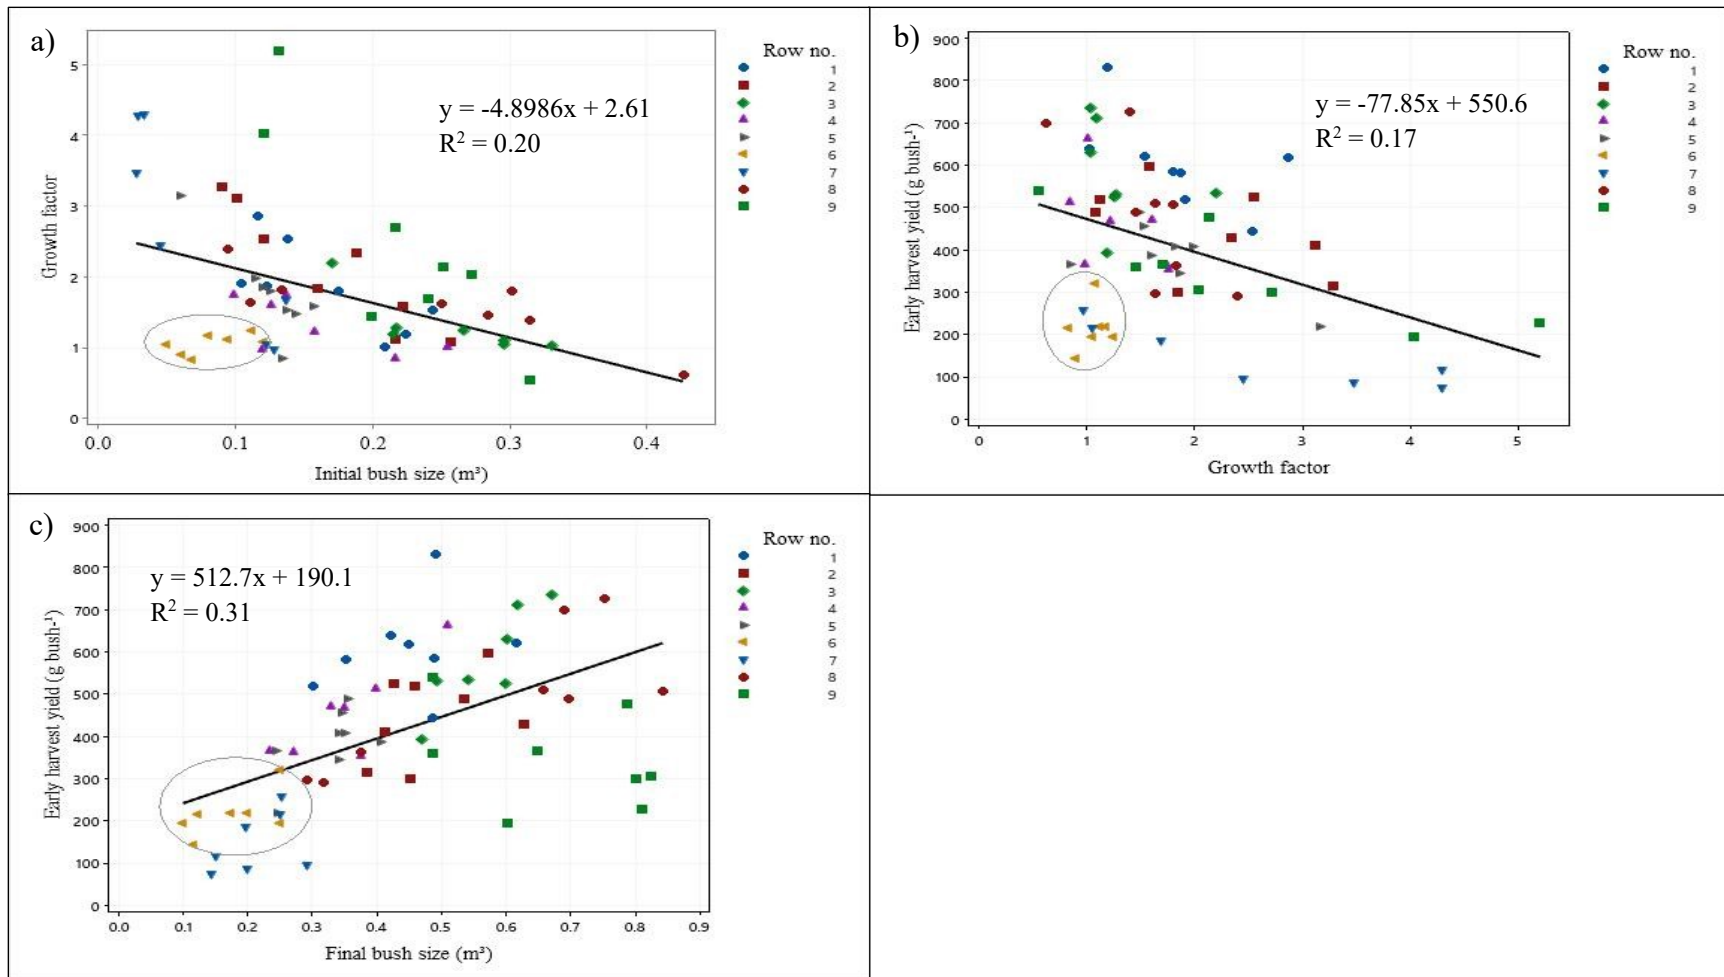 a)
Growth factor
5
4
3
2
1
0
0.0 0.1 0.2 0.3 0.4
Initial bush size (m³)
y = -4.8986x + 2.61
R² = 0.20
Row no.
1
2
3
4
5
6
7
8
9
b)
Early harvest yield (g bush-¹)
900
800
700
600
500
400
300
200
100
0
0 1 2 3 4 5
Growth factor
y = -77.85x + 550.6
R² = 0.17
Row no.
1
2
3
4
5
6
7
8
9
c)
Early harvest yield (g bush-¹)
900
800
700
600
500
400
300
200
100
0
0.0 0.1 0.2 0.3 0.4 0.5 0.6 0.7 0.8 0.9
Final bush size (m³)
y = 512.7x + 190.1
R² = 0.31
Row no.
1
2
3
4
5
6
7
8
9